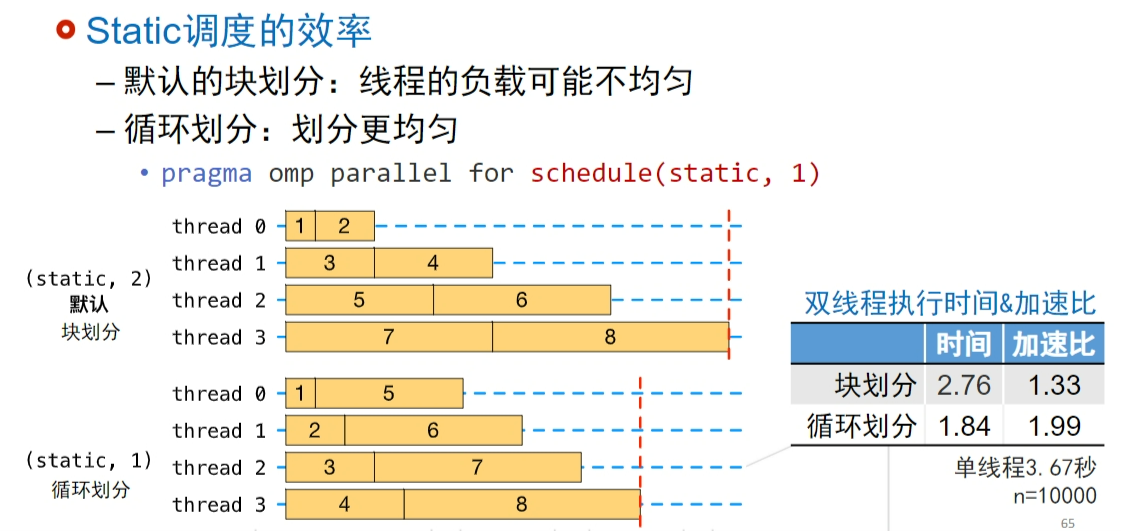 Static调度的效率
– 默认的块划分：线程的负载可能不均匀
– 循环划分：划分更均匀
• pragma omp parallel for schedule(static, 1)
(static, 2)
默认
块划分
thread 0 1 2
thread 1 3 4
thread 2 5 6
thread 3 7 8
(static, 1)
循环划分
thread 0 1 5
thread 1 2 6
thread 2 3 7
thread 3 4 8
双线程执行时间&加速比
时间 加速比
块划分 2.76 1.33
循环划分 1.84 1.99
单线程3.67秒
n=10000
65